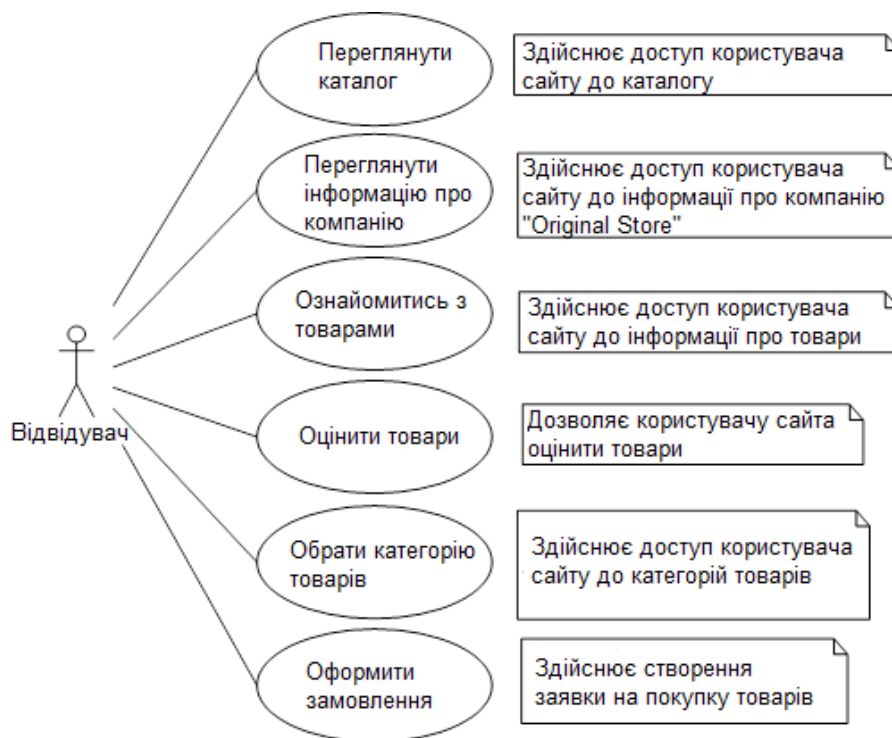 Переглянути
каталог
Здійснює доступ користувача
сайту до каталогу
Переглянути
інформацію про
компанію
Здійснює доступ користувача
сайту до інформації про компанію
"Original Store"
Ознайомитись з
товарами
Здійснює доступ користувача
сайту до інформації про товари
Відвідувач
Оцінити товари
Дозволяє користувачу сайта
оцінити товари
Обрати категорію
товарів
Здійснює доступ користувача
сайту до категорій товарів
Оформити
замовлення
Здійснює створення
заявки на покупку товарів